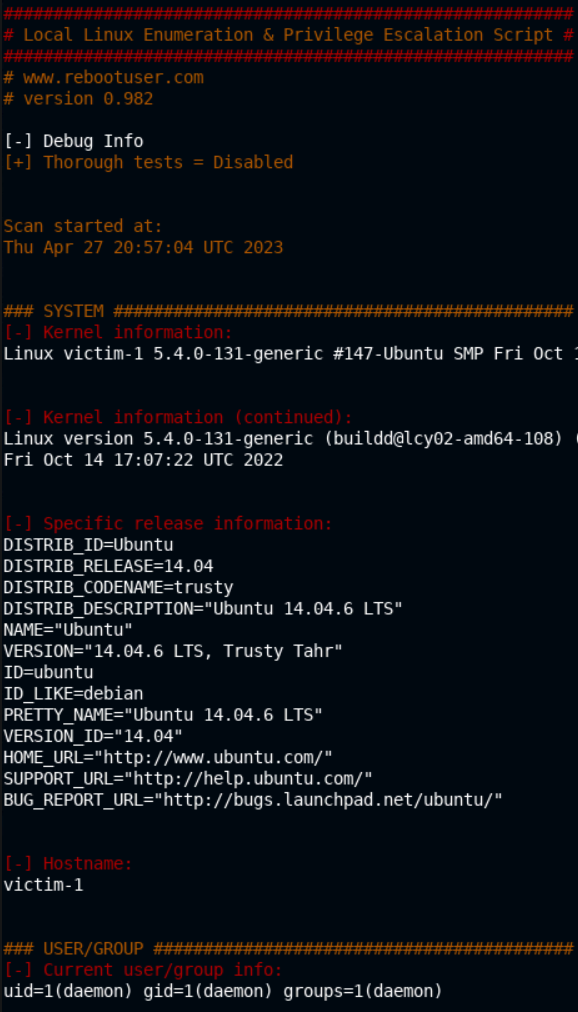 #########################################################
# Local Linux Enumeration & Privilege Escalation Script #
#########################################################
# www.rebootuser.com
# version 0.982
[-] Debug Info
[+] Thorough tests = Disabled
Scan started at:
Thu Apr 27 20:57:04 UTC 2023
### SYSTEM ##############################################
[-] Kernel information:
Linux victim-1 5.4.0-131-generic #147-Ubuntu SMP Fri Oct
[-] Kernel information (continued):
Linux version 5.4.0-131-generic (buildd@lcy02-amd64-108) (
Fri Oct 14 17:07:22 UTC 2022
[-] Specific release information:
DISTRIB_ID=Ubuntu
DISTRIB_RELEASE=14.04
DISTRIB_CODENAME=trusty
DISTRIB_DESCRIPTION="Ubuntu 14.04.6 LTS"
NAME="Ubuntu"
VERSION="14.04.6 LTS, Trusty Tahr"
ID=ubuntu
ID_LIKE=debian
PRETTY_NAME="Ubuntu 14.04.6 LTS"
VERSION_ID="14.04"
HOME_URL="http://www.ubuntu.com/"
SUPPORT_URL="http://help.ubuntu.com/"
BUG_REPORT_URL="http://bugs.launchpad.net/ubuntu/"
[-] Hostname:
victim-1
### USER/GROUP ##########################################
[-] Current user/group info:
uid=1(daemon) gid=1(daemon) groups=1(daemon)